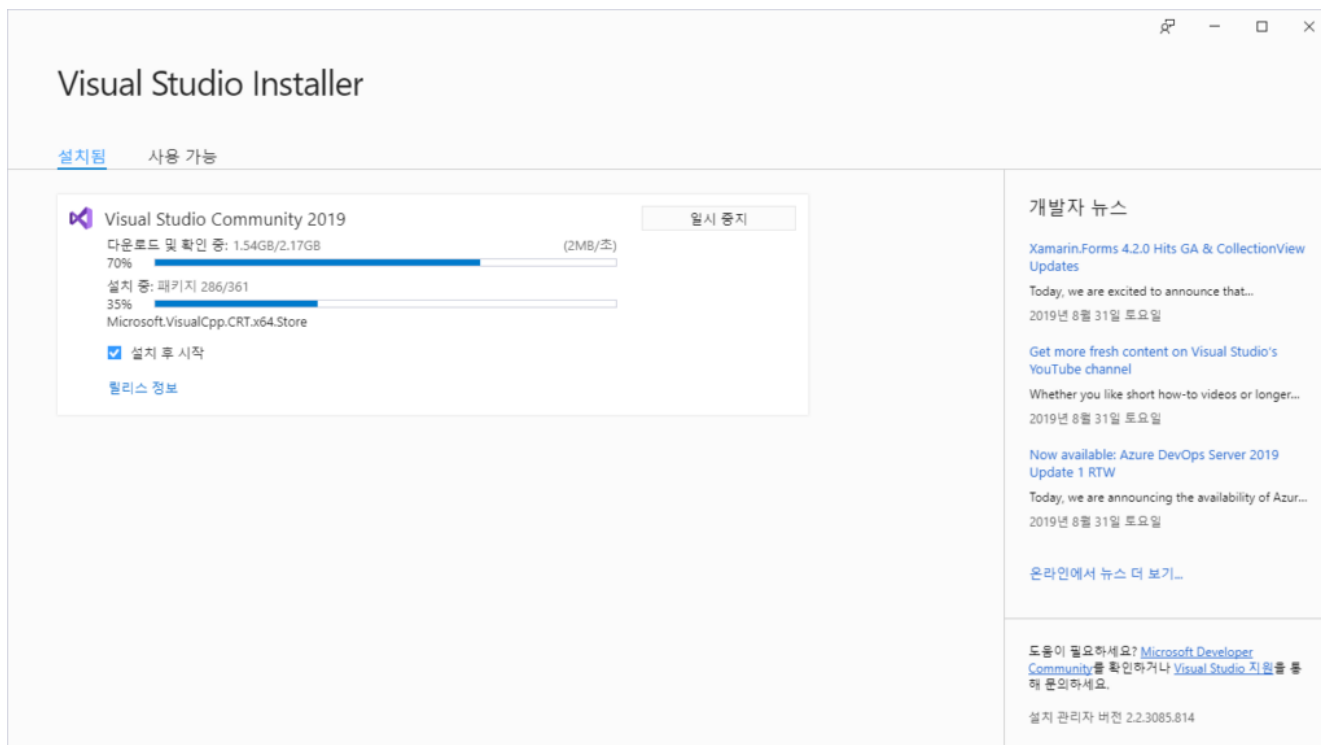 Visual Studio Installer
설치됨 사용 가능
Visual Studio Community 2019 일시 중지
다운로드 및 확인 중: 1.54GB/2.17GB (2MB/초)
70%
설치 중: 패키지 286/361
35%
Microsoft.VisualCpp.CRT.x64.Store
설치 후 시작
릴리스 정보
개발자 뉴스
Xamarin.Forms 4.2.0 Hits GA & CollectionView
Updates
Today, we are excited to announce that...
2019년 8월 31일 토요일
Get more fresh content on Visual Studio's
YouTube channel
Whether you like short how-to videos or longer...
2019년 8월 31일 토요일
Now available: Azure DevOps Server 2019
Update 1 RTW
Today, we are announcing the availability of Azur...
2019년 8월 31일 토요일
온라인에서 뉴스 더 보기...
도움이 필요하세요? Microsoft Developer
Community를 확인하거나 Visual Studio 지원을 통
해 문의하세요.
설치 관리자 버전 2.2.3085.814